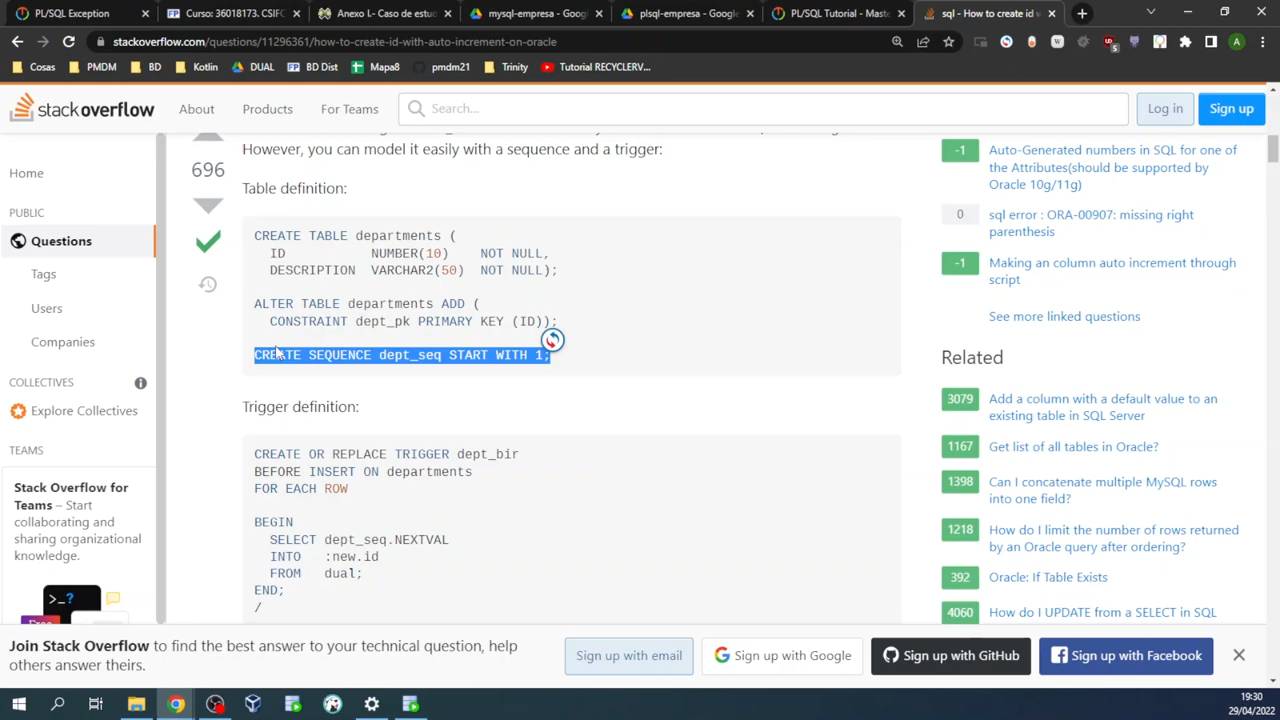 PL/SQL Exception
Curso: 36018173. CSIFC
Anexo I.- Caso de estud
mysql-empresa - Goog
plsql-empresa - Google
PL/SQL Tutorial - Maste
sql - How to create id w
stackoverflow.com/questions/11296361/how-to-create-id-with-auto-increment-on-oracle
Cosas
PMDM
BD
Kotlin
DUAL
BD Dist
Mapa8
pmdm21
Trinity
Tutorial RECYCLERV...
stackoverflow
About
Products
For Teams
Search...
Log in
Sign up
Home
PUBLIC
Questions
Tags
Users
Companies
COLLECTIVES
Explore Collectives
TEAMS
Stack Overflow for
Teams – Start
collaborating and
sharing organizational
knowledge.
>_?
Free
696
However, you can model it easily with a sequence and a trigger:
Table definition:
CREATE TABLE departments (
ID NUMBER(10) NOT NULL,
DESCRIPTION VARCHAR2(50) NOT NULL);
ALTER TABLE departments ADD (
CONSTRAINT dept_pk PRIMARY KEY (ID));
CREATE SEQUENCE dept_seq START WITH 1;
Trigger definition:
CREATE OR REPLACE TRIGGER dept_bir
BEFORE INSERT ON departments
FOR EACH ROW
BEGIN
SELECT dept_seq.NEXTVAL
INTO :new.id
FROM dual;
END;
/
-1 Auto-Generated numbers in SQL for one of
the Attributes(should be supported by
Oracle 10g/11g)
0 sql error : ORA-00907: missing right
parenthesis
-1 Making an column auto increment through
script
See more linked questions
Related
3079 Add a column with a default value to an
existing table in SQL Server
1167 Get list of all tables in Oracle?
1398 Can I concatenate multiple MySQL rows
into one field?
1218 How do I limit the number of rows returned
by an Oracle query after ordering?
392 Oracle: If Table Exists
4060 How do I UPDATE from a SELECT in SQL
Join Stack Overflow to find the best answer to your technical question, help
others answer theirs.
Sign up with email
Sign up with Google
Sign up with GitHub
Sign up with Facebook
19:30
29/04/2022